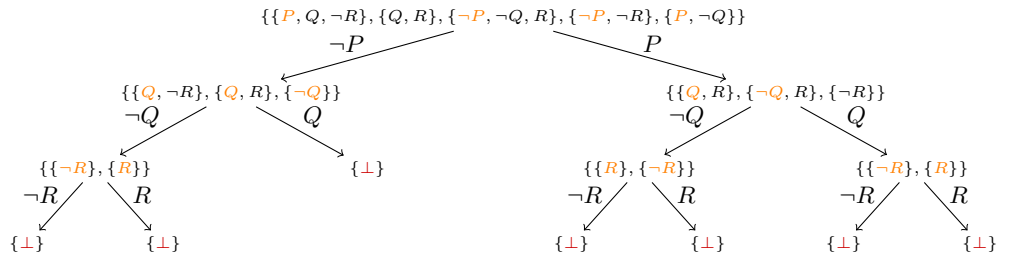 {{P, Q, ¬R}, {Q, R}, {¬P, ¬Q, R}, {¬P, ¬R}, {P, ¬Q}}
¬P P
{{Q, ¬R}, {Q, R}, {¬Q}} {{Q, R}, {¬Q, R}, {¬R}}
¬Q Q ¬Q Q
{{¬R}, {R}} {⊥} {{R}, {¬R}} {{¬R}, {R}}
¬R R ¬R R ¬R R
{⊥} {⊥} {⊥} {⊥} {⊥} {⊥}